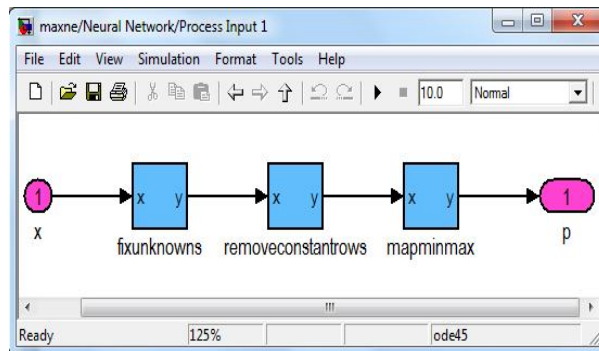 maxne/Neural Network/Process Input 1
File Edit View Simulation Format Tools Help
10.0 Normal
1 x y x y x y 1
x fixunknowns removeconstantrows mapminmax p
Ready 125% ode45